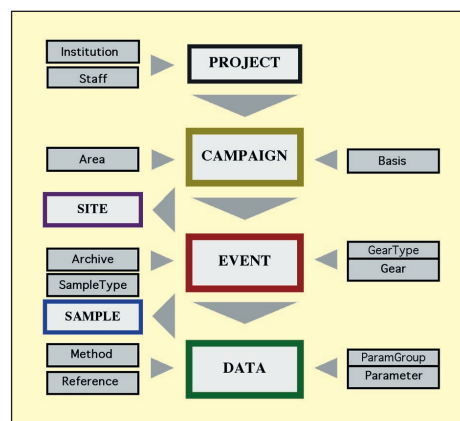 Institution
Staff
PROJECT
Area
CAMPAIGN
Basis
SITE
Archive
SampleType
EVENT
GearType
Gear
SAMPLE
Method
Reference
DATA
ParamGroup
Parameter